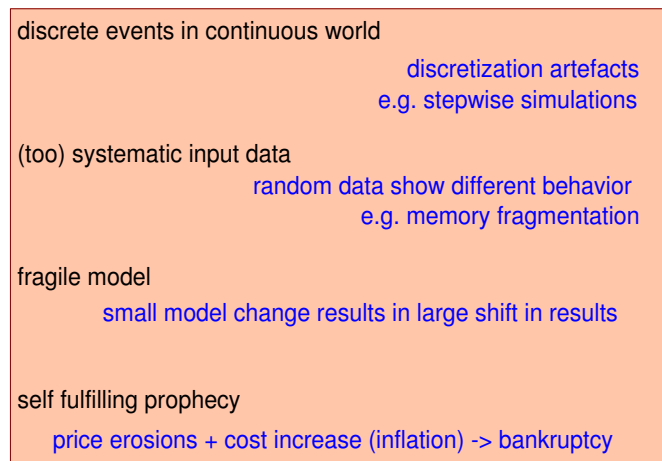 discrete events in continuous world
discretization artefacts
e.g. stepwise simulations
(too) systematic input data
random data show different behavior
e.g. memory fragmentation
fragile model
small model change results in large shift in results
self fulfilling prophecy
price erosions + cost increase (inflation) -> bankruptcy